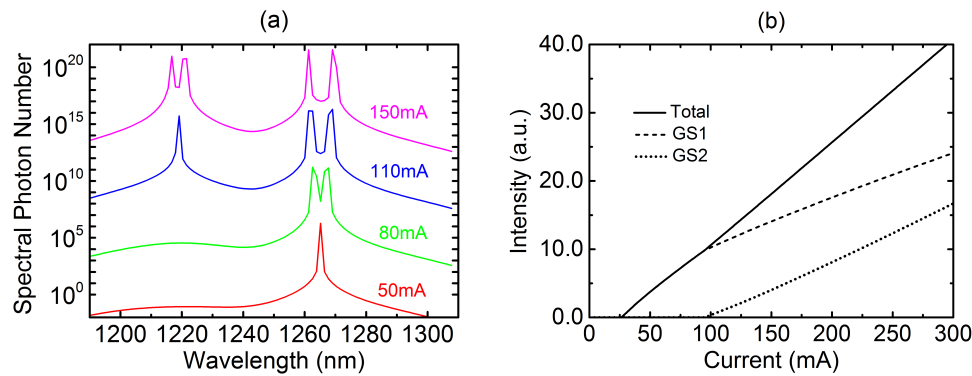 (a)
Spectral Photon Number
10^20
10^15
10^10
10^5
10^0
150mA
110mA
80mA
50mA
1200 1220 1240 1260 1280 1300
Wavelength (nm)
(b)
Intensity (a.u.)
40.0
30.0
20.0
10.0
0.0
Total
GS1
GS2
0 50 100 150 200 250 300
Current (mA)